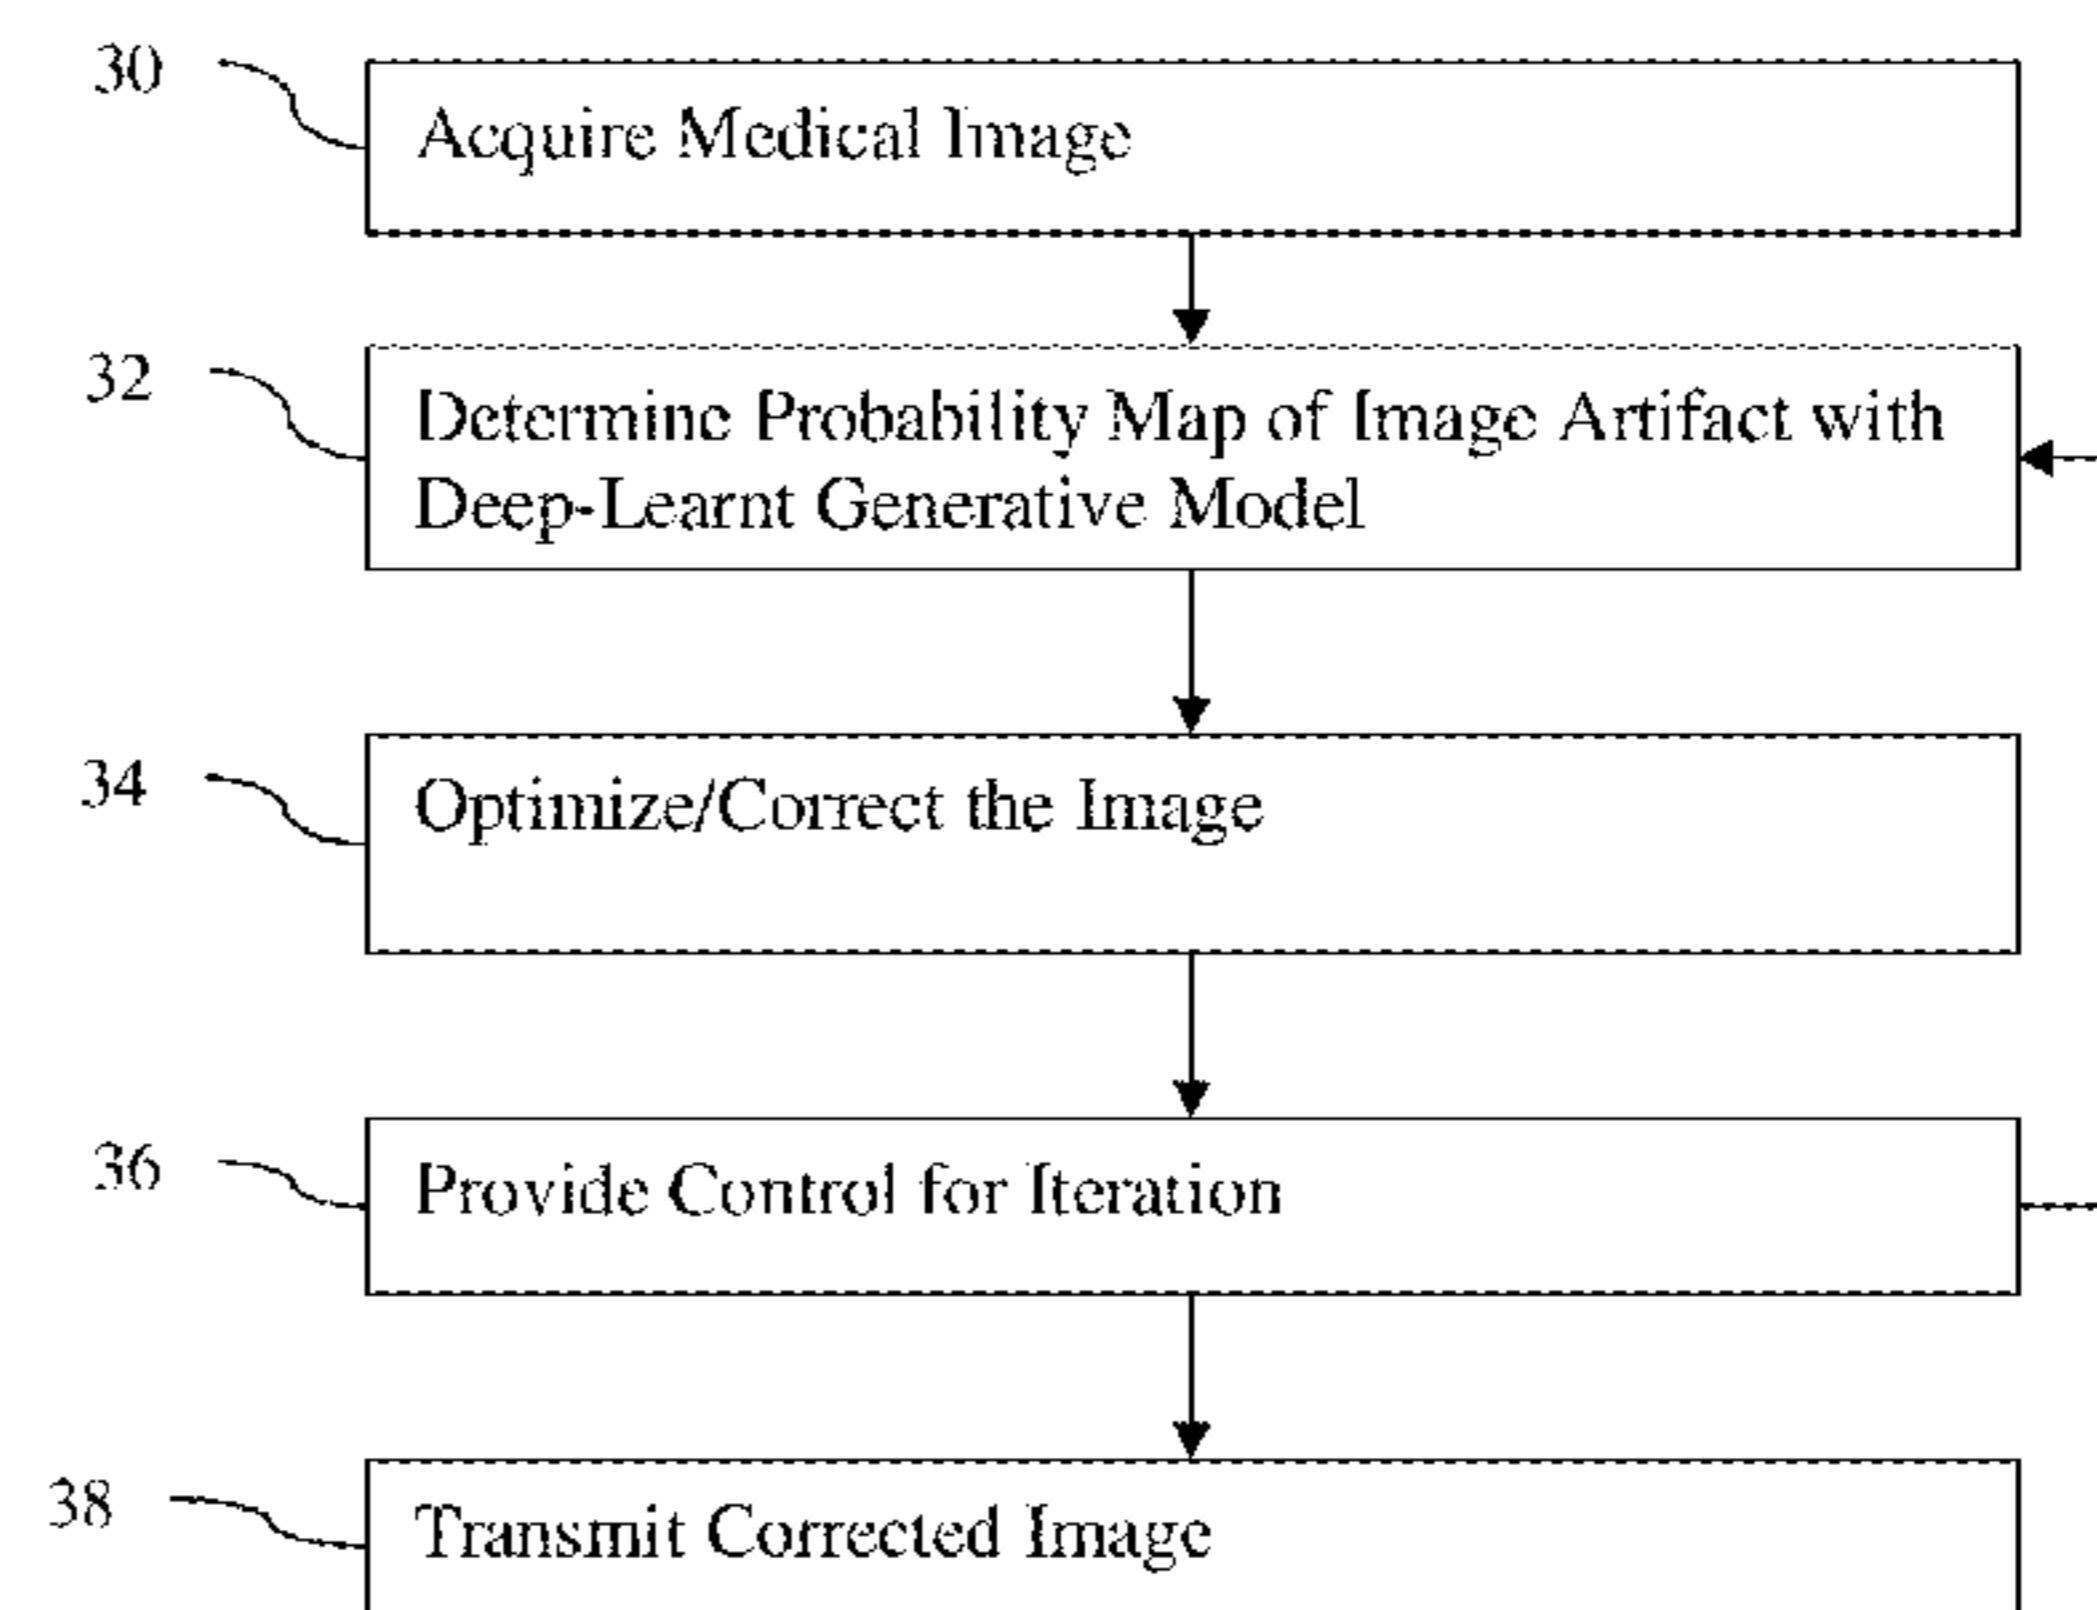 30
Acquire Medical Image
32
Determine Probability Map of Image Artifact with
Deep-Learnt Generative Model
34
Optimize/Correct the Image
36
Provide Control for Iteration
38
Transmit Corrected Image